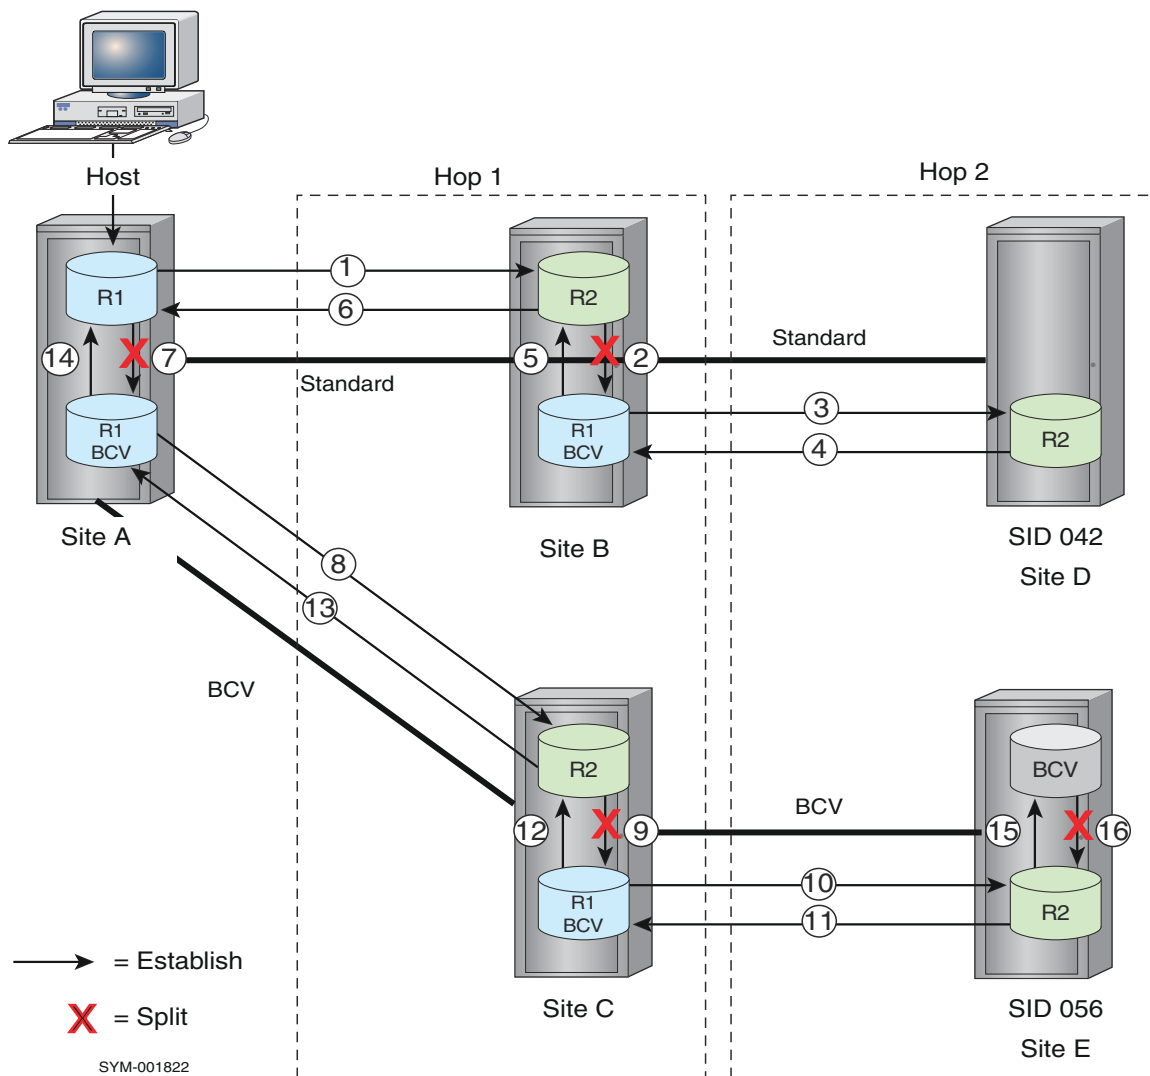 Host
Hop 1
Hop 2
R1
1
R2
6
14
7
5
2
Standard
Standard
R1
BCV
R1
BCV
3
4
R2
Site A
Site B
SID 042
Site D
8
13
BCV
R2
BCV
12
9
BCV
15
16
R1
BCV
10
11
R2
= Establish
Site C
SID 056
= Split
Site E
SYM-001822